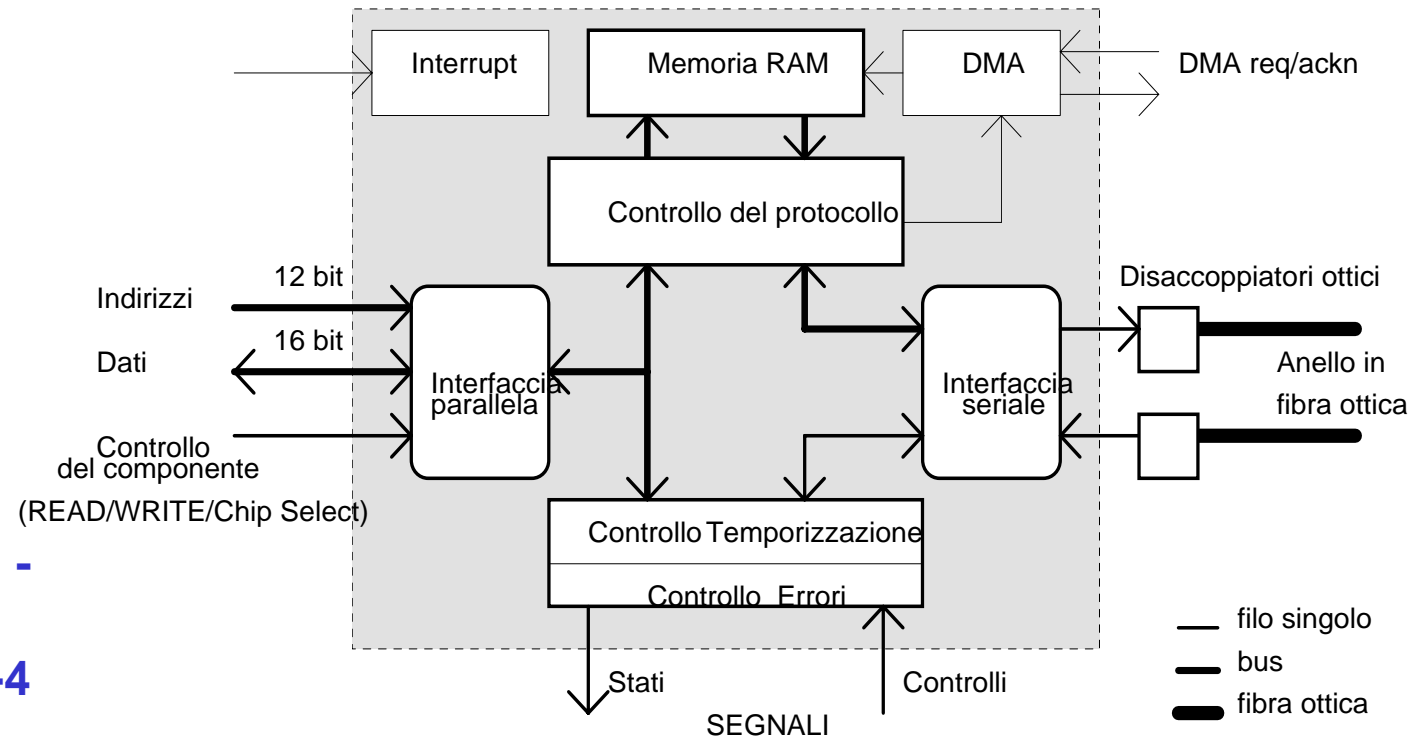 Interrupt
Memoria RAM
DMA
DMA req/ackn
Controllo del protocollo
12 bit
Indirizzi
16 bit
Dati
Controllo
del componente
(READ/WRITE/Chip Select)
Interfaccia
parallela
Interfaccia
seriale
Disaccoppiatori ottici
Anello in
fibra ottica
Controllo Temporizzazione
Controllo Errori
-
-4
Stati
Controlli
SEGNALI
filo singolo
bus
fibra ottica